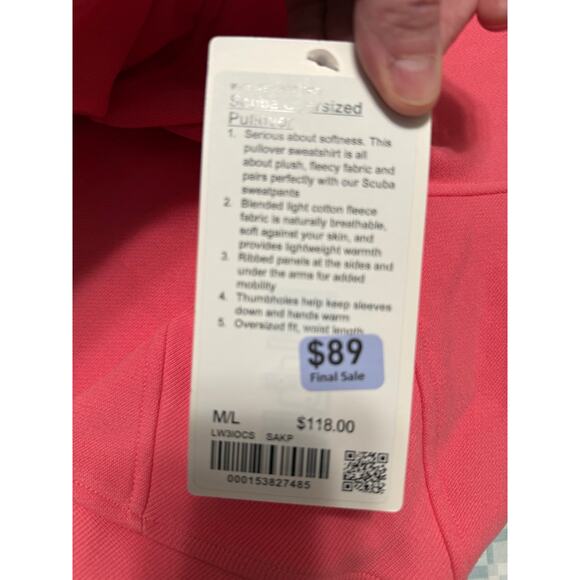 Scuba Oversized
Pullover
1. Serious about softness. This
pullover sweatshirt is all
about plush, fleecy fabric and
pairs perfectly with our Scuba
sweatpants
2. Blended light cotton fleece
fabric is naturally breathable,
soft against your skin, and
provides lightweight warmth
3. Ribbed panels at the sides and
under the arms for added
mobility
4. Thumbholes help keep sleeves
down and hands warm
5. Oversized fit, waist length
$89
Final Sale
M/L $118.00
LW3IOCS SAKP
000153827485